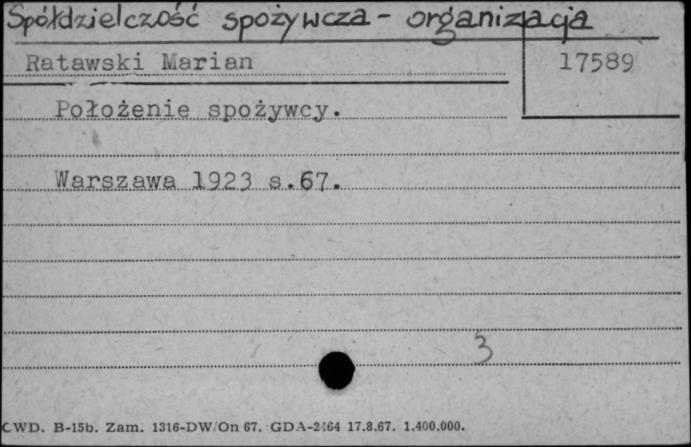 Spółdzielczość spożywcza - organizacja
Ratawski Marian 17589
Położenie spożywcy.
Warszawa 1923 s.67.
3
CWD. B-15b. Zam. 1316-DW/On 67. GDA-2464 17.8.67. 1.400.000.